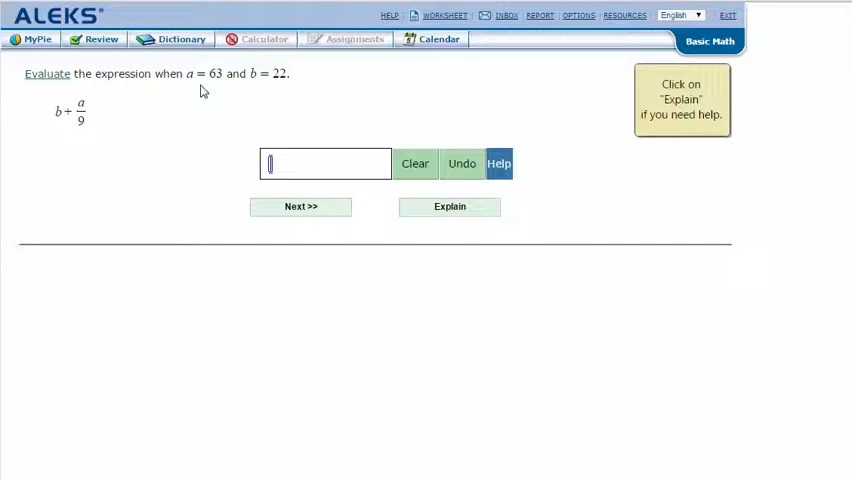 ALEKS®
HELP WORKSHEET INBOX REPORT OPTIONS RESOURCES English EXIT
MyPie Review Dictionary Calculator Assignments 5 Calendar
Basic Math
Evaluate the expression when a = 63 and b = 22.
b + a/9
Click on
"Explain"
if you need help.
Clear Undo Help
Next >> Explain